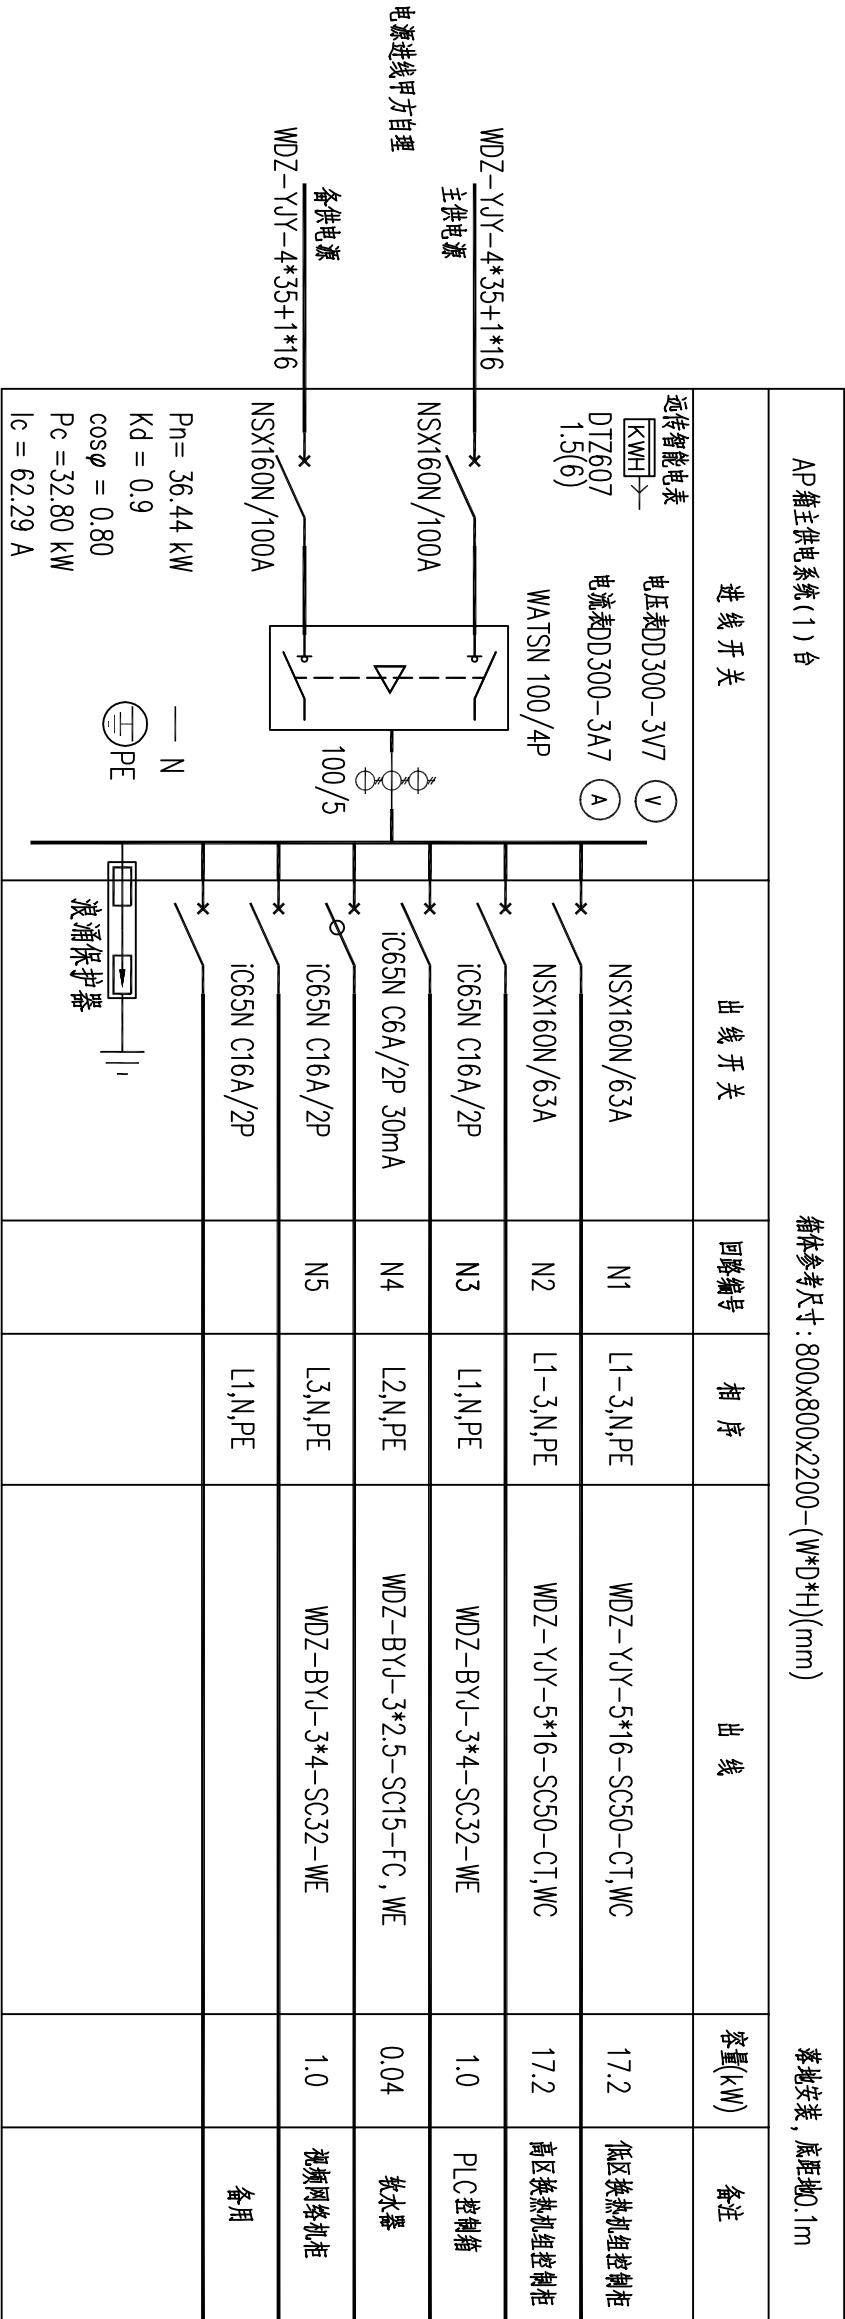 AP箱主供电系统(1)台
箱体参考尺寸:800x800x2200-(W*D*H)(mm)
落地安装,底距地0.1m
进线开关
出线开关
回路编号
相序
出线
容量(kW)
备注
电源进线甲方自理
WDZ-YJY-4*35+1*16
主供电源
备供电源
WDZ-YJY-4*35+1*16
远传智能电表
KWH
DTZ607
1.5(6)
电压表DD300-3V7
V
电流表DD300-3A7
A
WATSN 100/4P
NSX160N/100A
NSX160N/100A
100/5
Pn= 36.44 kW
Kd = 0.9
cosφ = 0.80
Pc =32.80 kW
Ic = 62.29 A
N
PE
NSX160N/63A
N1
L1-3,N,PE
WDZ-YJY-5*16-SC50-CT,WC
17.2
低区换热机组控制柜
NSX160N/63A
N2
L1-3,N,PE
WDZ-YJY-5*16-SC50-CT,WC
17.2
高区换热机组控制柜
iC65N C16A/2P
N3
L1,N,PE
WDZ-BYJ-3*4-SC32-WE
1.0
PLC控制箱
iC65N C6A/2P 30mA
N4
L2,N,PE
WDZ-BYJ-3*2.5-SC15-FC,WE
0.04
软水器
iC65N C16A/2P
N5
L3,N,PE
WDZ-BYJ-3*4-SC32-WE
1.0
视频网络机柜
iC65N C16A/2P
L1,N,PE
备用
浪涌保护器